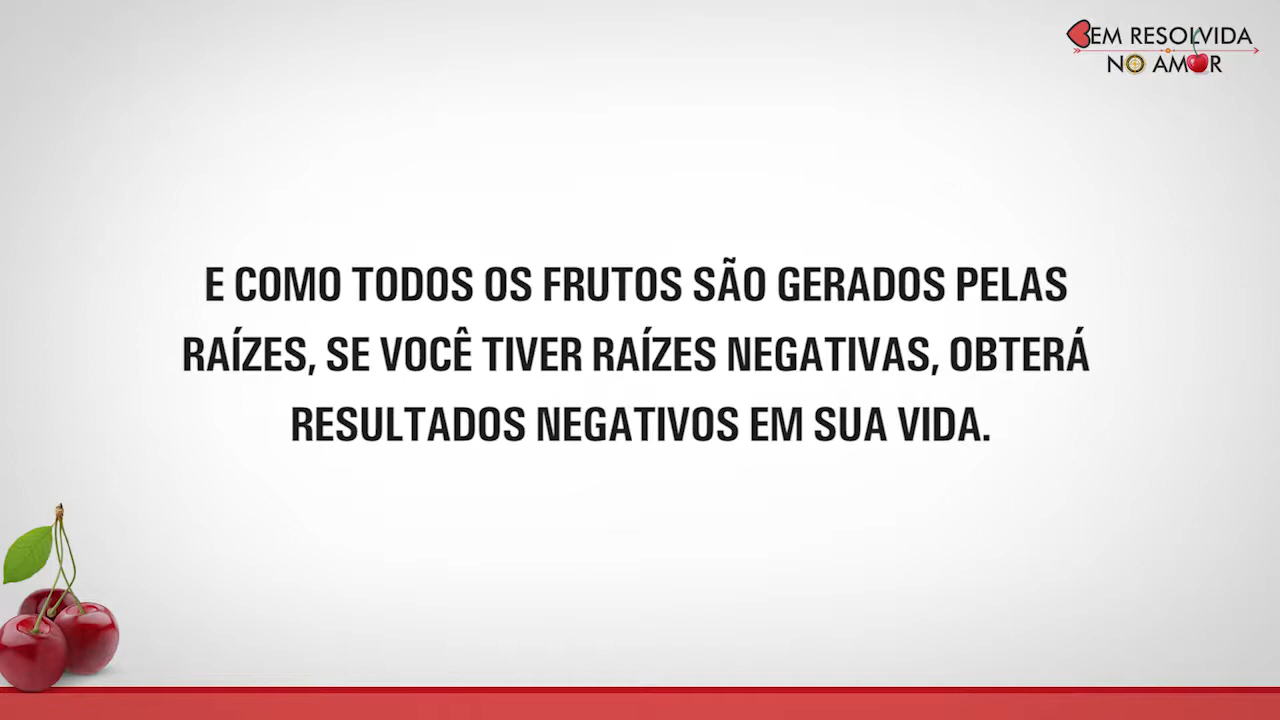 BEM RESOLVIDA
NO AMOR
E COMO TODOS OS FRUTOS SÃO GERADOS PELAS
RAÍZES, SE VOCÊ TIVER RAÍZES NEGATIVAS, OBTERÁ
RESULTADOS NEGATIVOS EM SUA VIDA.